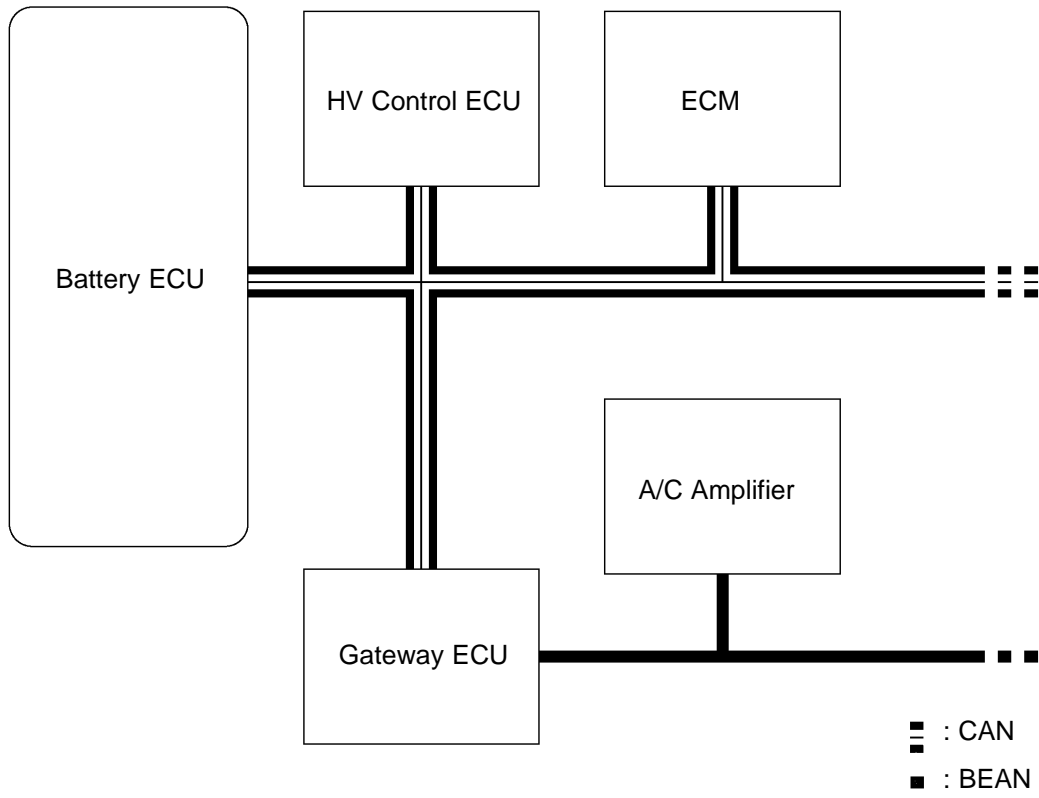 HV Control ECU
ECM
Battery ECU
A/C Amplifier
Gateway ECU
: CAN
: BEAN